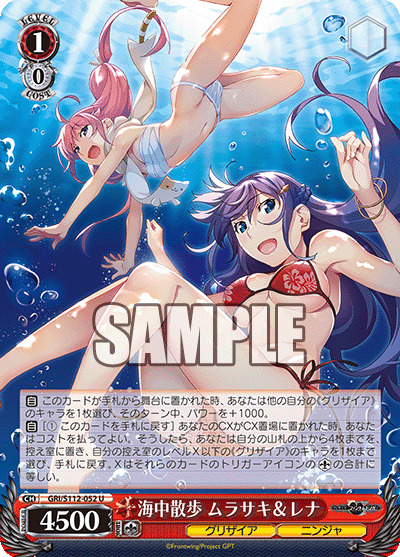 LEVEL
1
0
COST
SAMPLE
自 このカードが手札から舞台に置かれた時、あなたは他の自分の《グリザイア》
のキャラを1枚選び、そのターン中、パワーを+1000。
自 [①このカードを手札に戻す] あなたのCXがCX置場に置かれた時、あなた
はコストを払ってよい。そうしたら、あなたは自分の山札の上から4枚までを、
控え室に置き、自分の控え室のレベルX以下の《グリザイア》のキャラを1枚まで
選び、手札に戻す。Xはそれらのカードのトリガーアイコンの の合計に
等しい。
CH GRI/S112-052 U
POWER
4500
海中散歩 ムラサキ&レナ
グリザイア
ニンジャ
©Frontwing/Project GPT